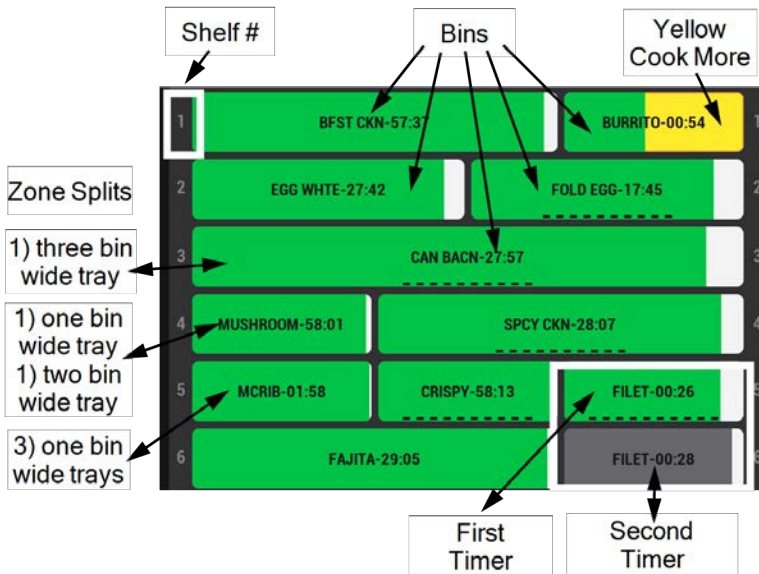 Shelf #
Bins
Yellow
Cook More
1
BFST CKN-57:37
BURRITO-00:54
1
Zone Splits
2
EGG WHTE-27:42
FOLD EGG-17:45
2
1) three bin
wide tray
3
CAN BACN-27:57
3
1) one bin
wide tray
1) two bin
wide tray
4
MUSHROOM-58:01
SPCY CKN-28:07
4
3) one bin
wide trays
5
MCRIB-01:58
CRISPY-58:13
FILET-00:26
5
6
FAJITA-29:05
FILET-00:28
6
First
Timer
Second
Timer